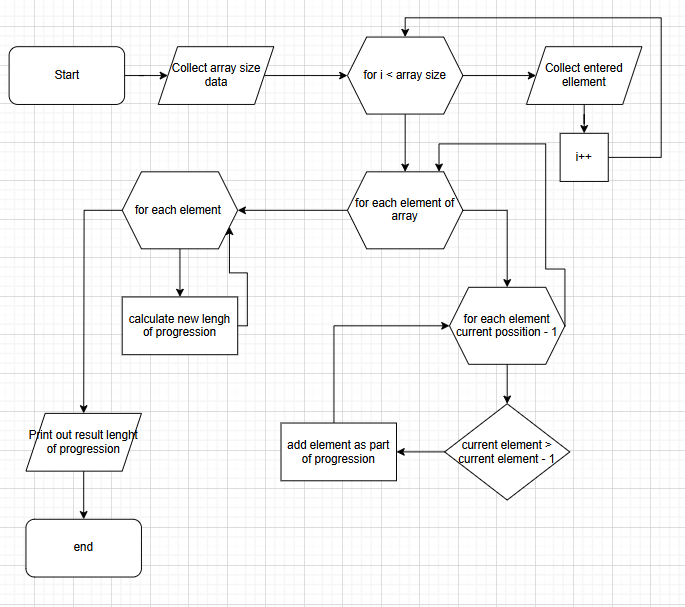 Start
Collect array size
data
for i < array size
Collect entered
ellement
i++
for each element
for each element of
array
calculate new lengh
of progression
for each element
current possition - 1
Print out result lenght
of progression
add element as part
of progression
current element >
current element - 1
end